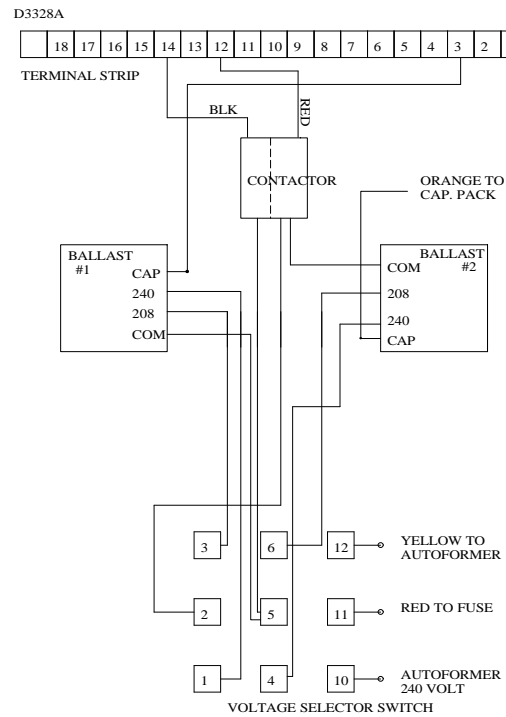 D3328A
18 17 16 15 14 13 12 11 10 9 8 7 6 5 4 3 2
TERMINAL STRIP
BLK
RED
CONTACTOR
ORANGE TO
CAP. PACK
BALLAST
#1
CAP
240
208
COM
BALLAST
#2
COM
208
240
CAP
3 6 12
YELLOW TO
AUTOFORMER
2 5 11
RED TO FUSE
1 4 10
AUTOFORMER
240 VOLT
VOLTAGE SELECTOR SWITCH